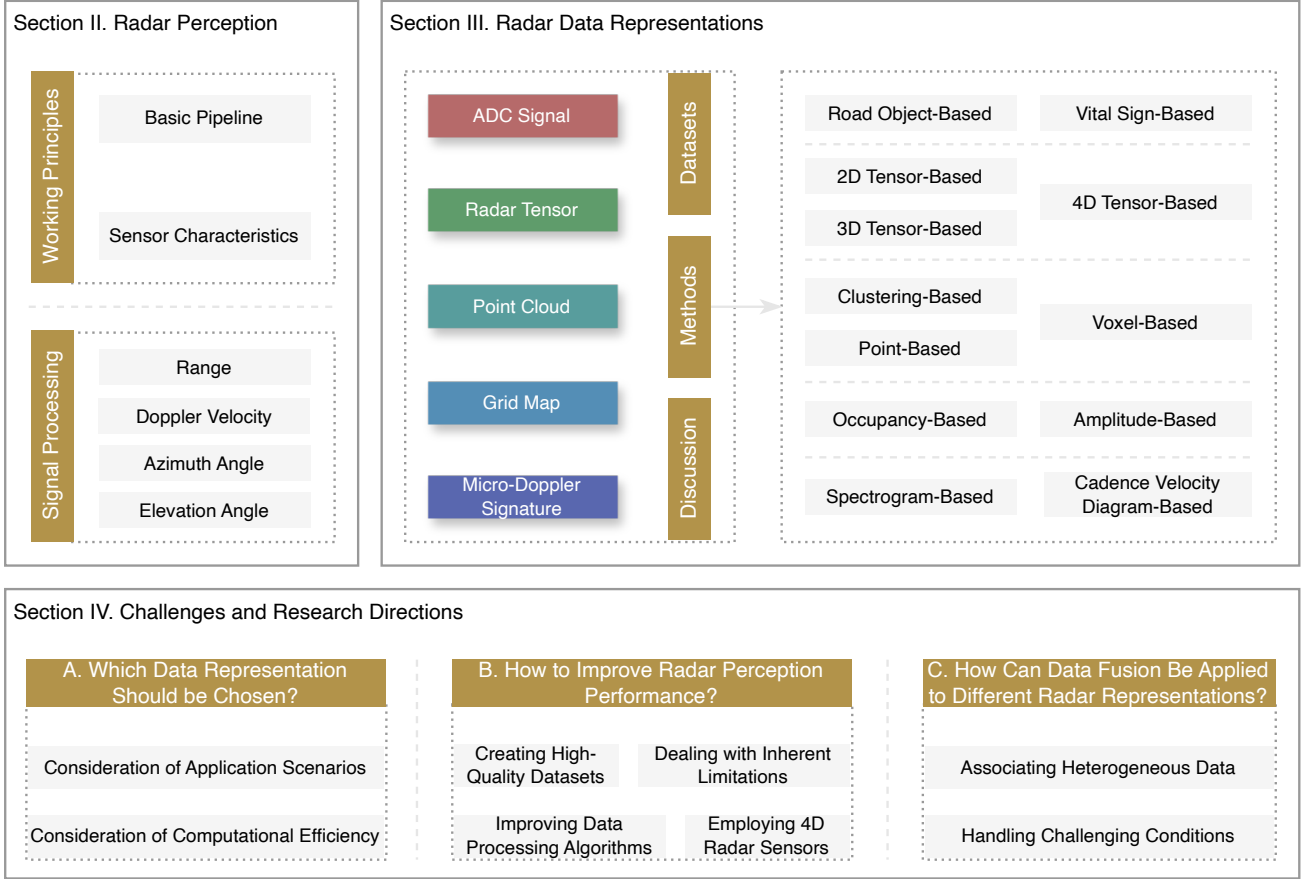 Section II. Radar Perception
Working Principles
Basic Pipeline
Sensor Characteristics
Signal Processing
Range
Doppler Velocity
Azimuth Angle
Elevation Angle
Section III. Radar Data Representations
ADC Signal
Radar Tensor
Point Cloud
Grid Map
Micro-Doppler
Signature
Datasets
Methods
Discussion
Road Object-Based
Vital Sign-Based
2D Tensor-Based
3D Tensor-Based
4D Tensor-Based
Clustering-Based
Point-Based
Voxel-Based
Occupancy-Based
Amplitude-Based
Spectrogram-Based
Cadence Velocity
Diagram-Based
Section IV. Challenges and Research Directions
A. Which Data Representation
Should be Chosen?
Consideration of Application Scenarios
Consideration of Computational Efficiency
B. How to Improve Radar Perception
Performance?
Creating High-
Quality Datasets
Dealing with Inherent
Limitations
Improving Data
Processing Algorithms
Employing 4D
Radar Sensors
C. How Can Data Fusion Be Applied
to Different Radar Representations?
Associating Heterogeneous Data
Handling Challenging Conditions